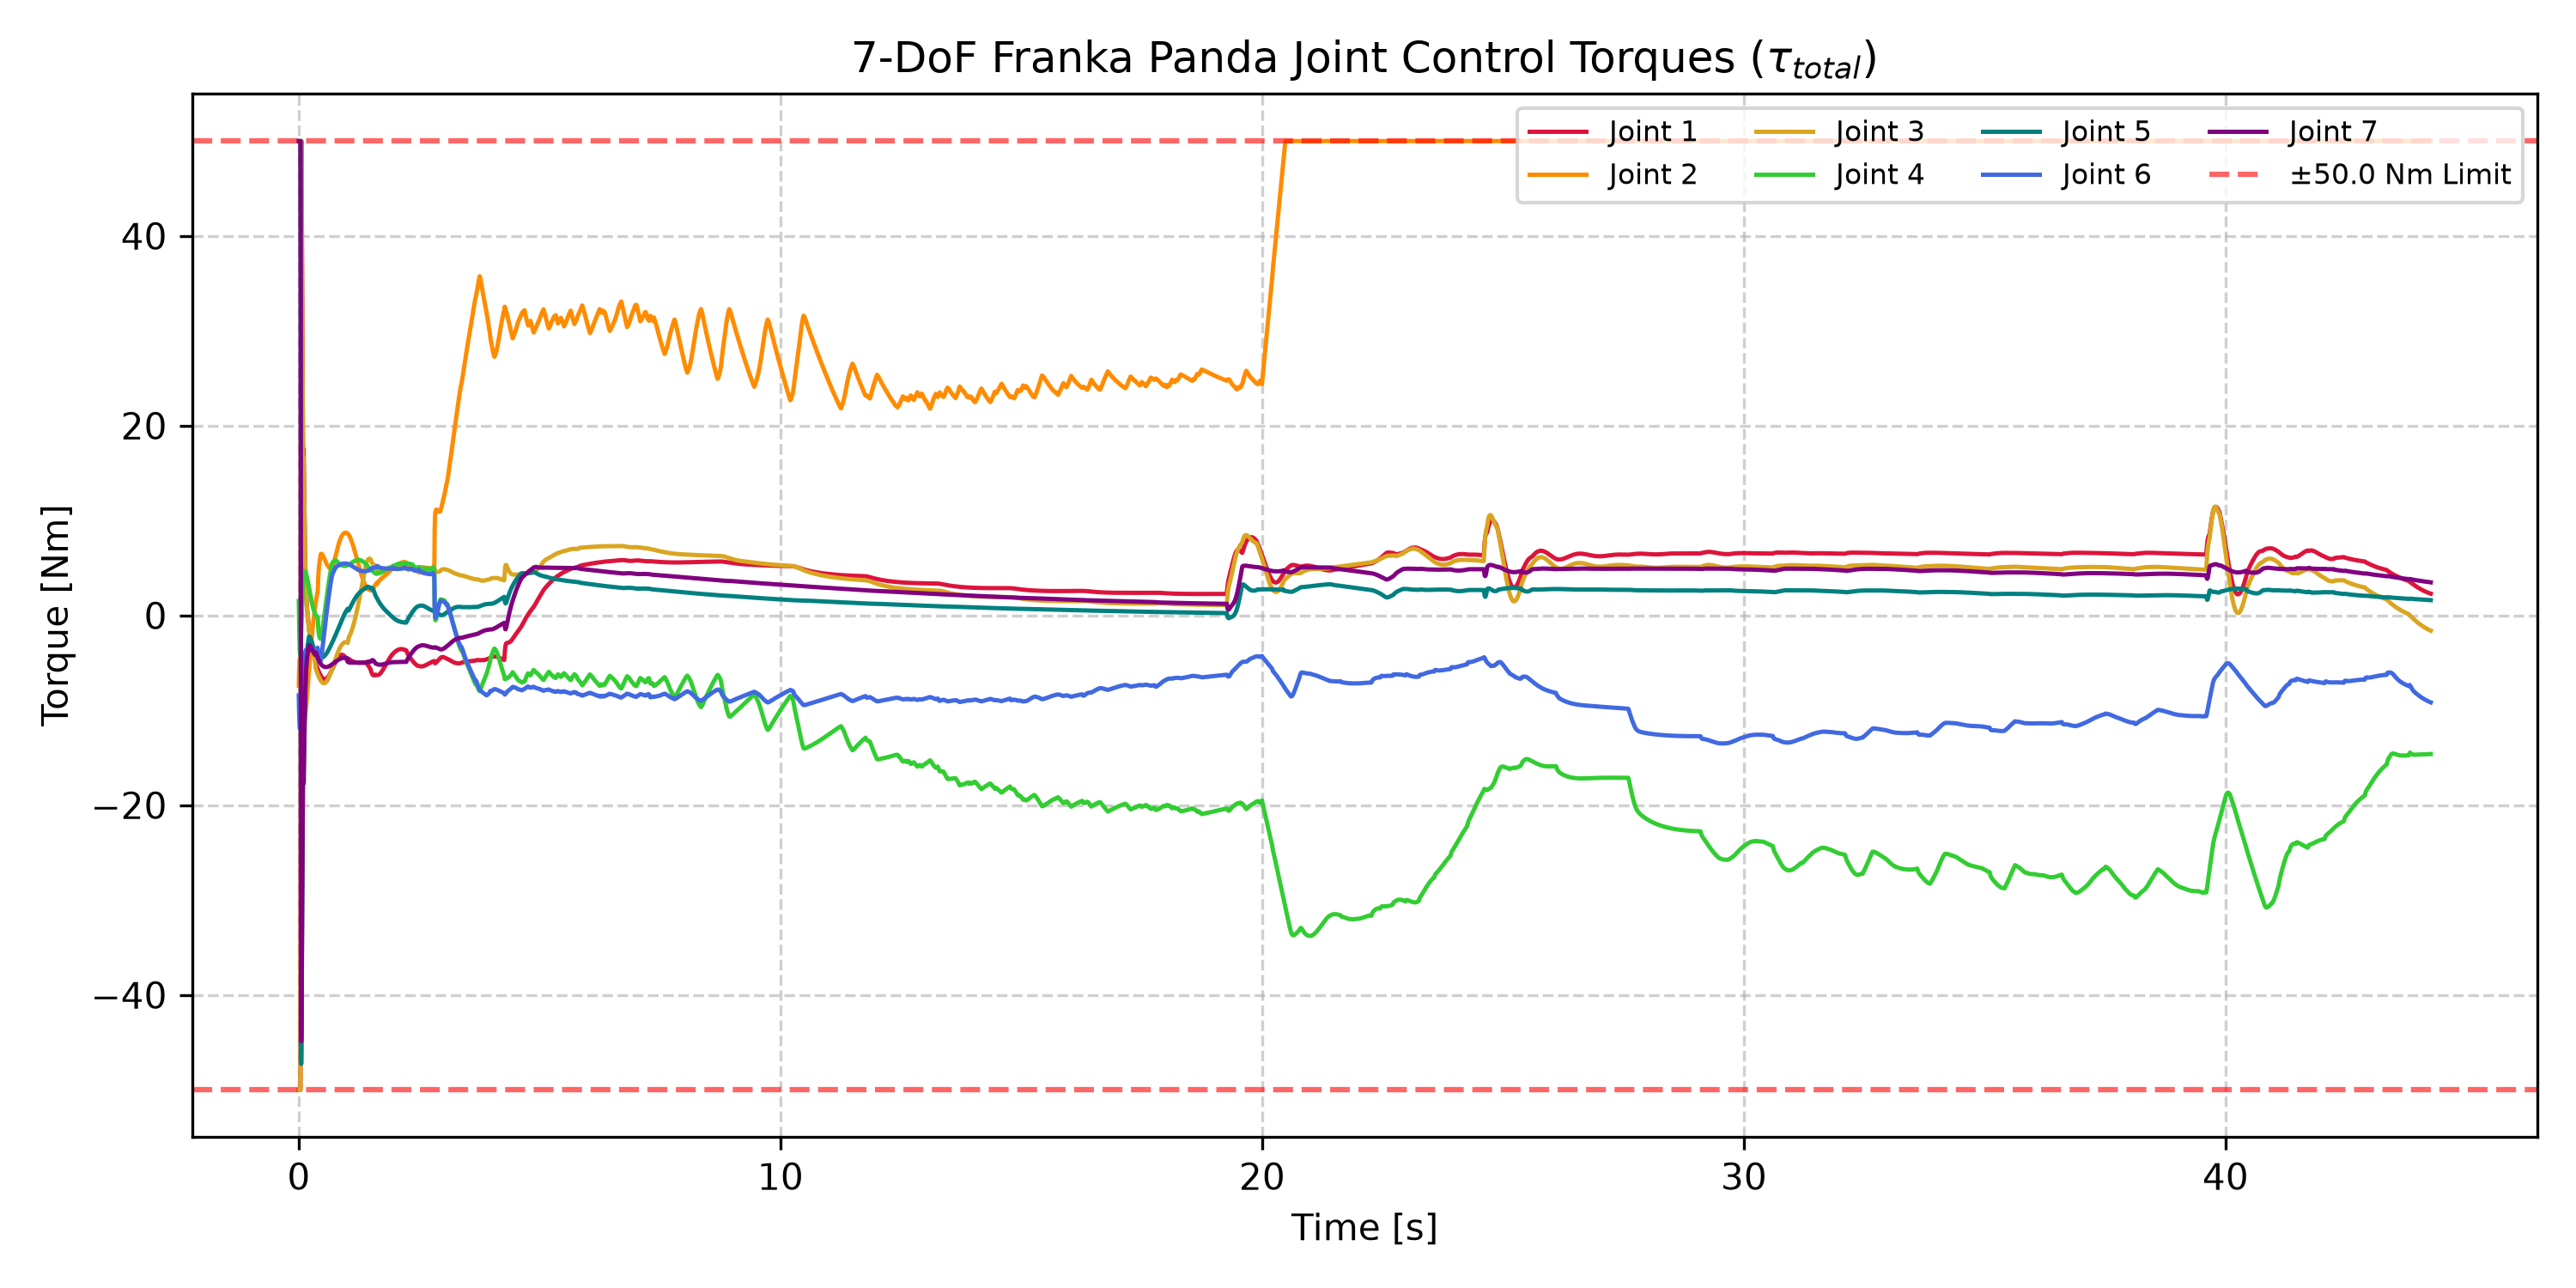 7-DoF Franka Panda Joint Control Torques (τ_total)
Joint 1 Joint 3 Joint 5 Joint 7
Joint 2 Joint 4 Joint 6 ±50.0 Nm Limit
Torque [Nm]
40
20
0
−20
−40
0 10 20 30 40
Time [s]